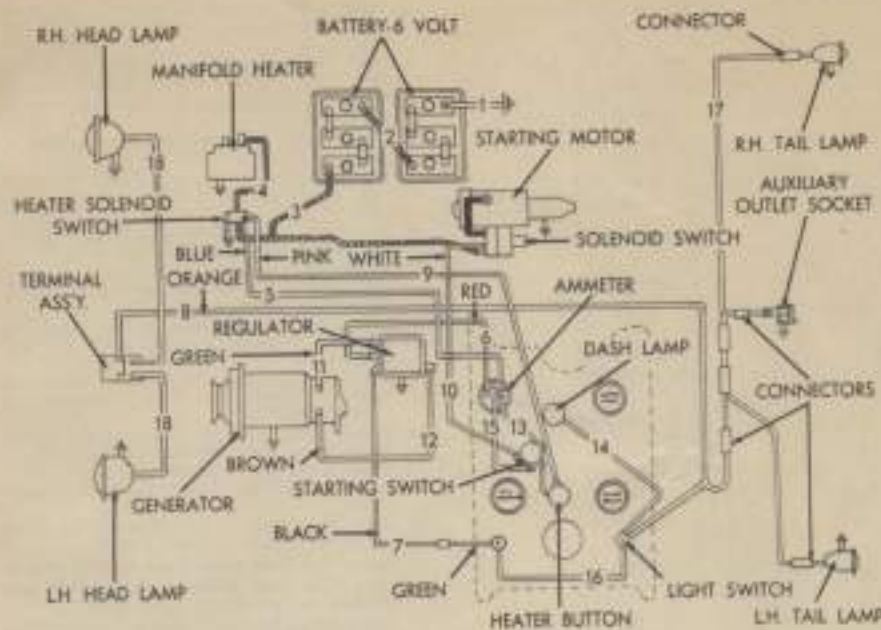 R.H. HEAD LAMP
BATTERY-6 VOLT
CONNECTOR
MANIFOLD HEATER
1
17
18
2
STARTING MOTOR
R.H. TAIL LAMP
4
3
AUXILIARY
OUTLET SOCKET
HEATER SOLENOID
SWITCH
SOLENOID SWITCH
BLUE
PINK
WHITE
ORANGE
9
AMMETER
TERMINAL
ASS'Y.
8
5
RED
REGULATOR
6
DASH LAMP
GREEN
11
10
CONNECTORS
18
15
13
12
14
BROWN
STARTING SWITCH
GENERATOR
BLACK
7
GREEN
16
LIGHT SWITCH
L.H. HEAD LAMP
HEATER BUTTON
L.H. TAIL LAMP